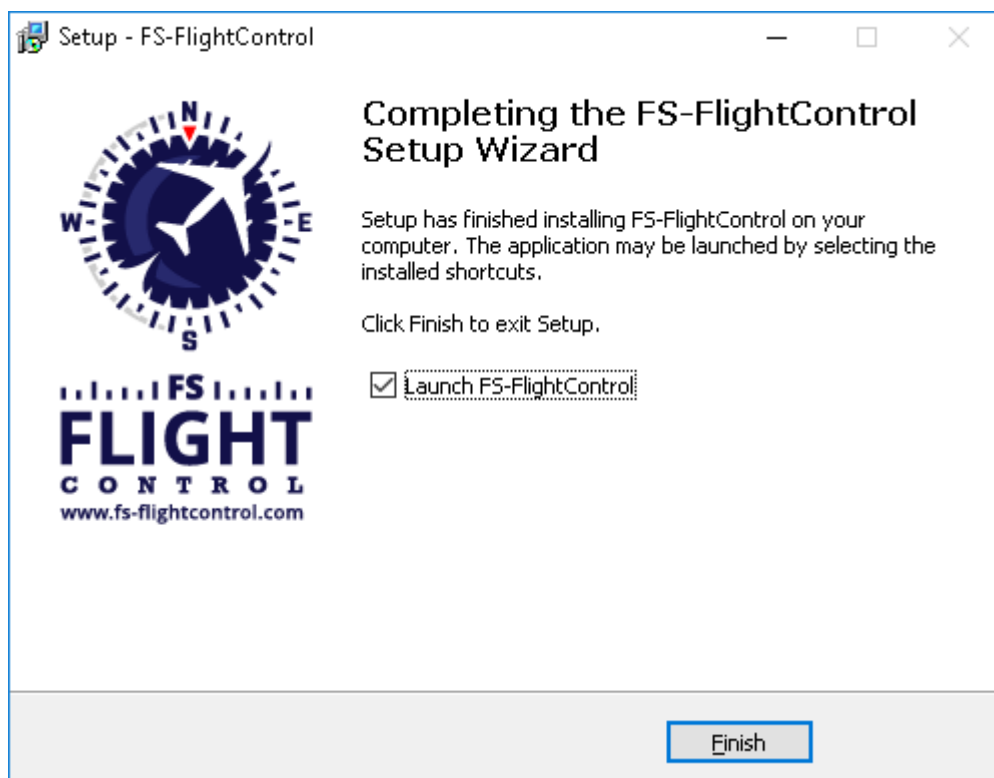 Setup - FS-FlightControl
N
W
E
S
FS
FLIGHT
CONTROL
www.fs-flightcontrol.com
Completing the FS-FlightControl
Setup Wizard
Setup has finished installing FS-FlightControl on your
computer. The application may be launched by selecting the
installed shortcuts.
Click Finish to exit Setup.
Launch FS-FlightControl
Finish